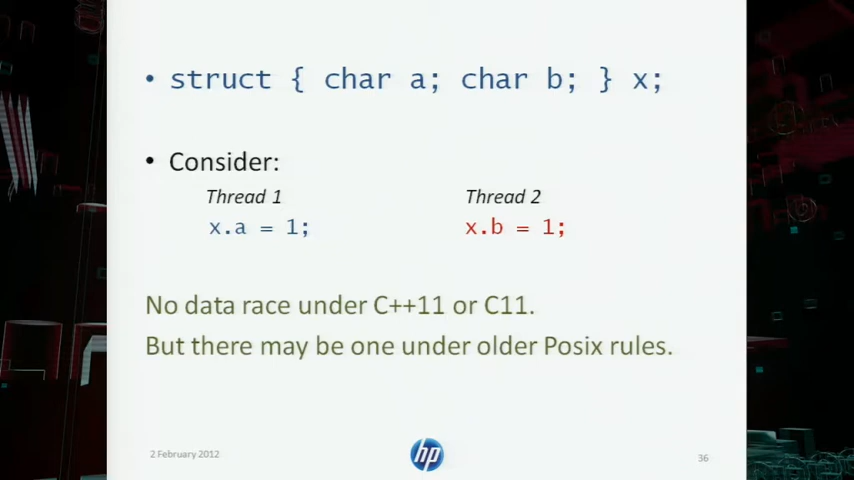 • struct { char a; char b; } x;
• Consider:
Thread 1 Thread 2
x.a = 1; x.b = 1;
No data race under C++11 or C11.
But there may be one under older Posix rules.
2 February 2012 hp 36